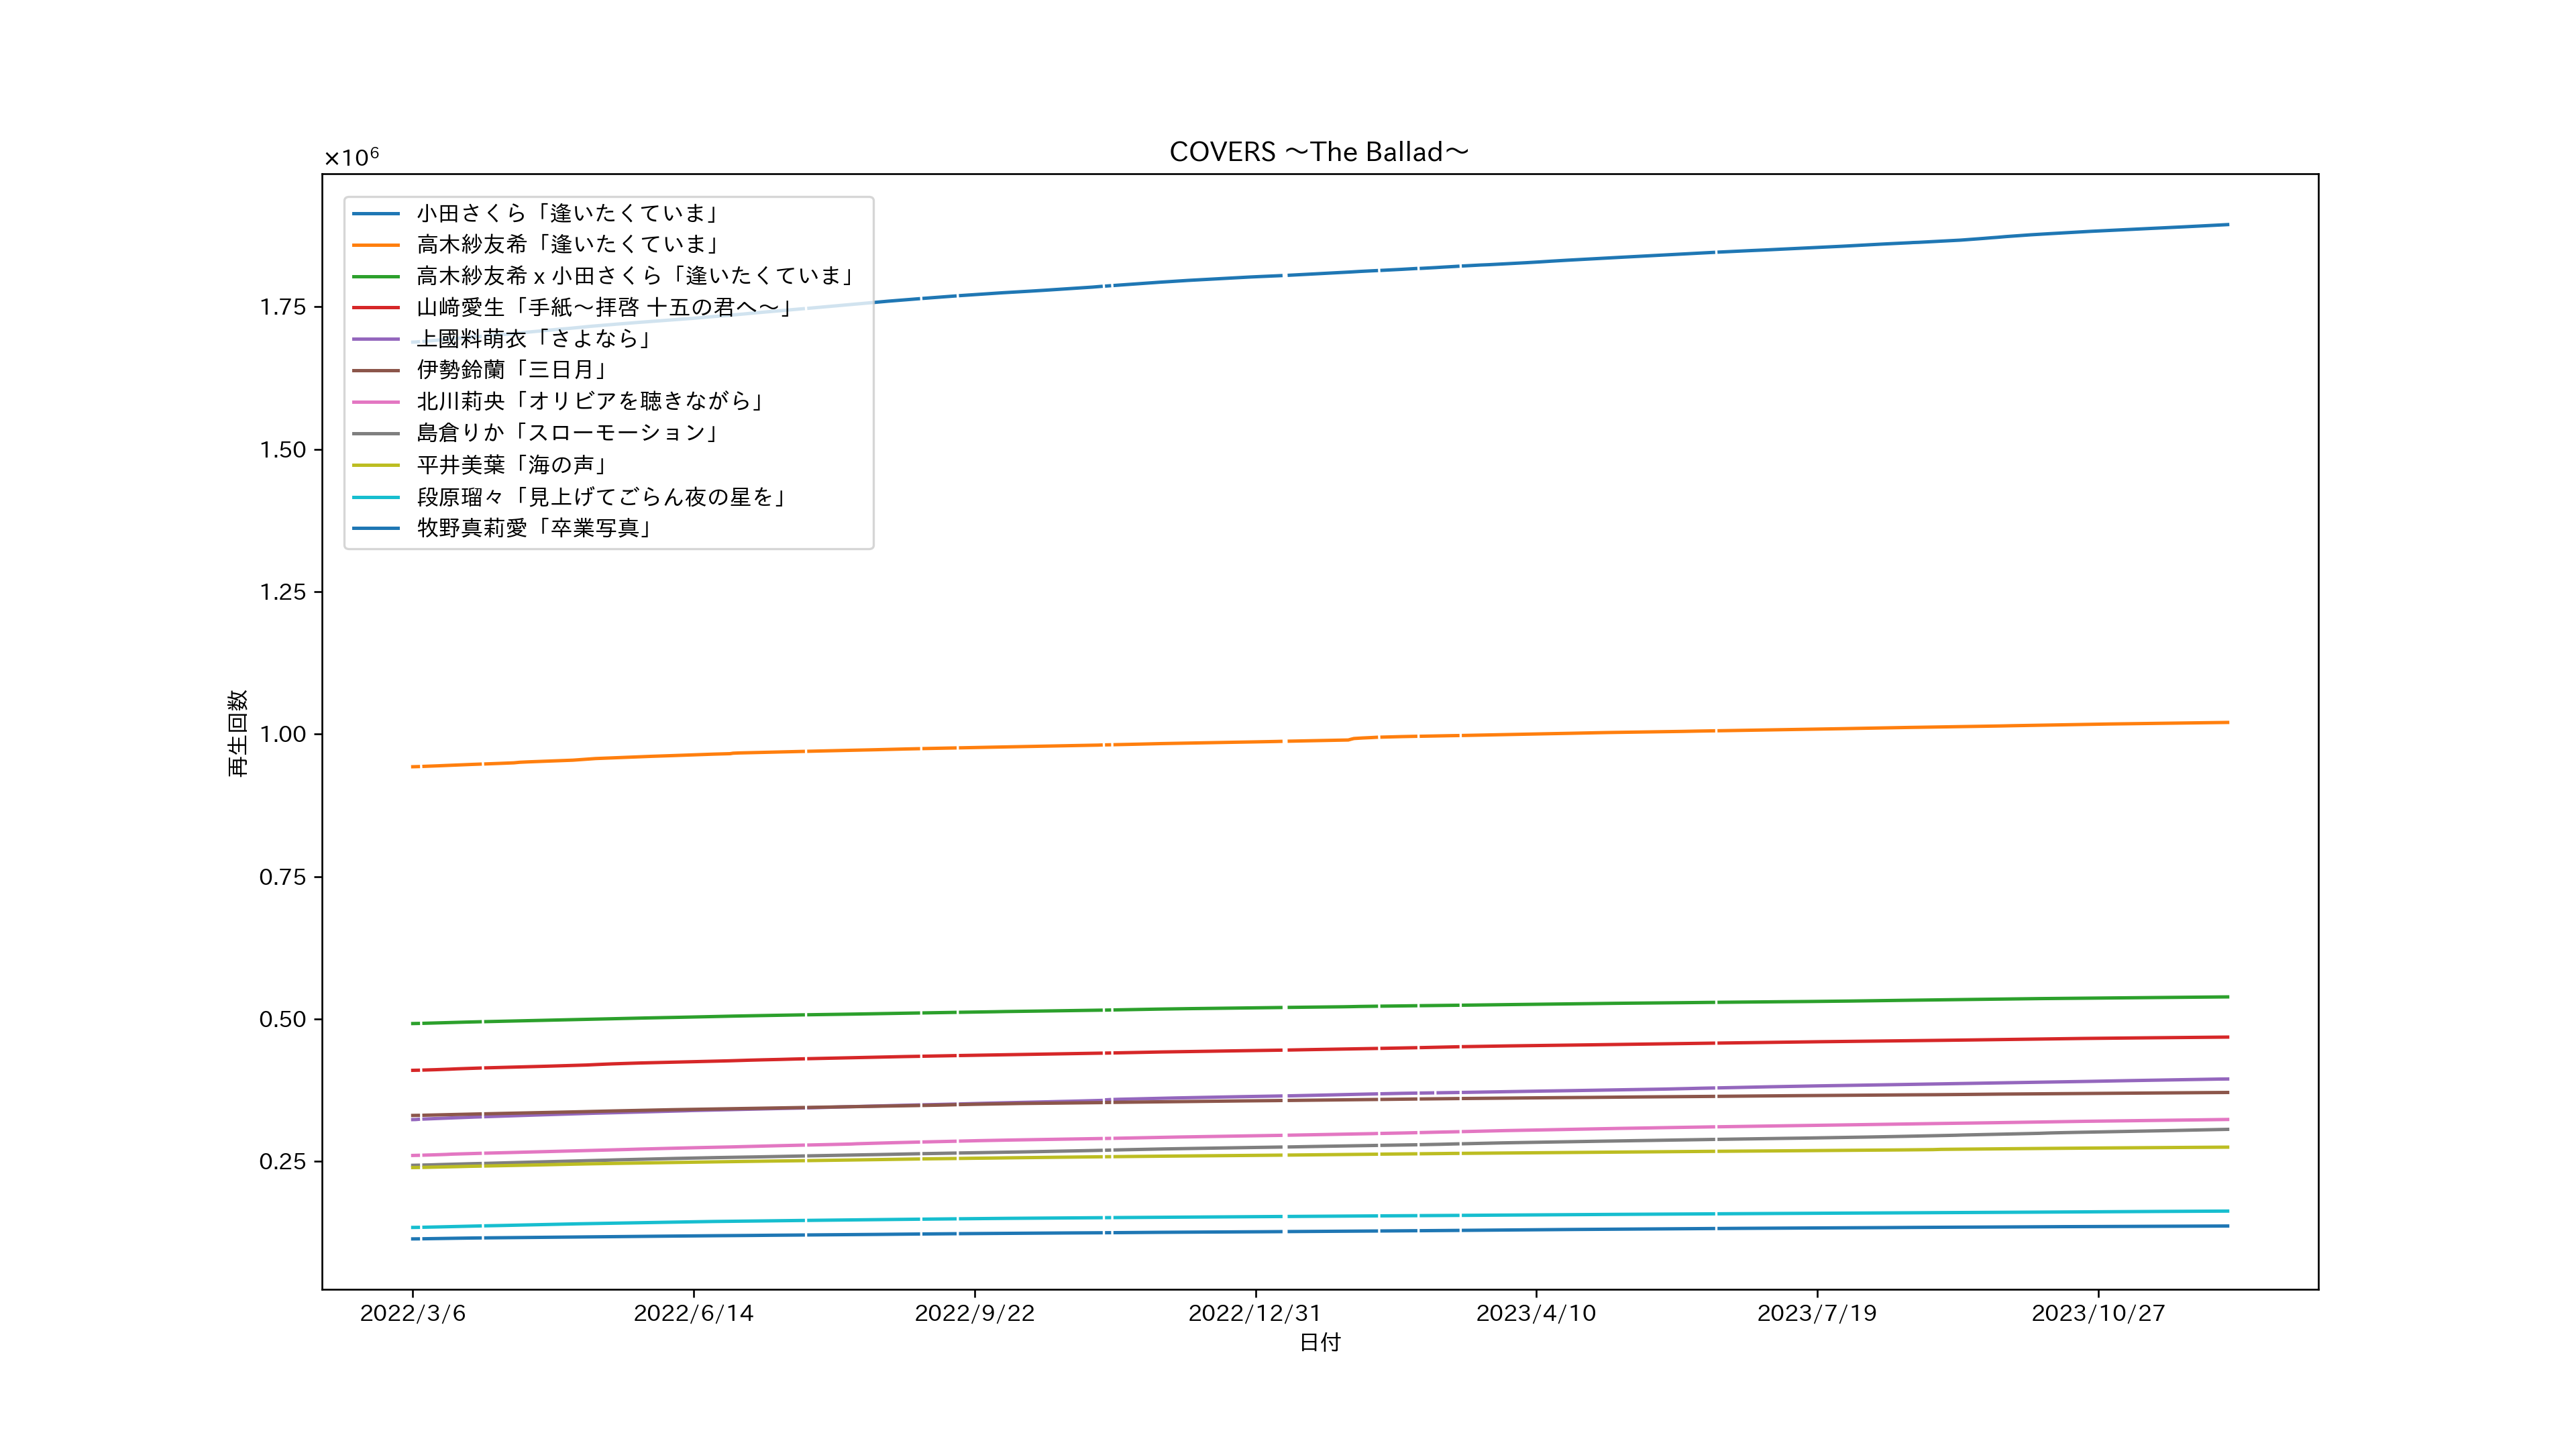 COVERS ～The Ballad～
×10⁶
小田さくら「逢いたくていま」
高木紗友希「逢いたくていま」
高木紗友希 x 小田さくら「逢いたくていま」
山﨑愛生「手紙～拝啓 十五の君へ～」
上國料萌衣「さよなら」
伊勢鈴蘭「三日月」
北川莉央「オリビアを聴きながら」
島倉りか「スローモーション」
平井美葉「海の声」
段原瑠々「見上げてごらん夜の星を」
牧野真莉愛「卒業写真」
1.75
1.50
1.25
1.00
0.75
0.50
0.25
再生回数
2022/3/6 2022/6/14 2022/9/22 2022/12/31 2023/4/10 2023/7/19 2023/10/27
日付